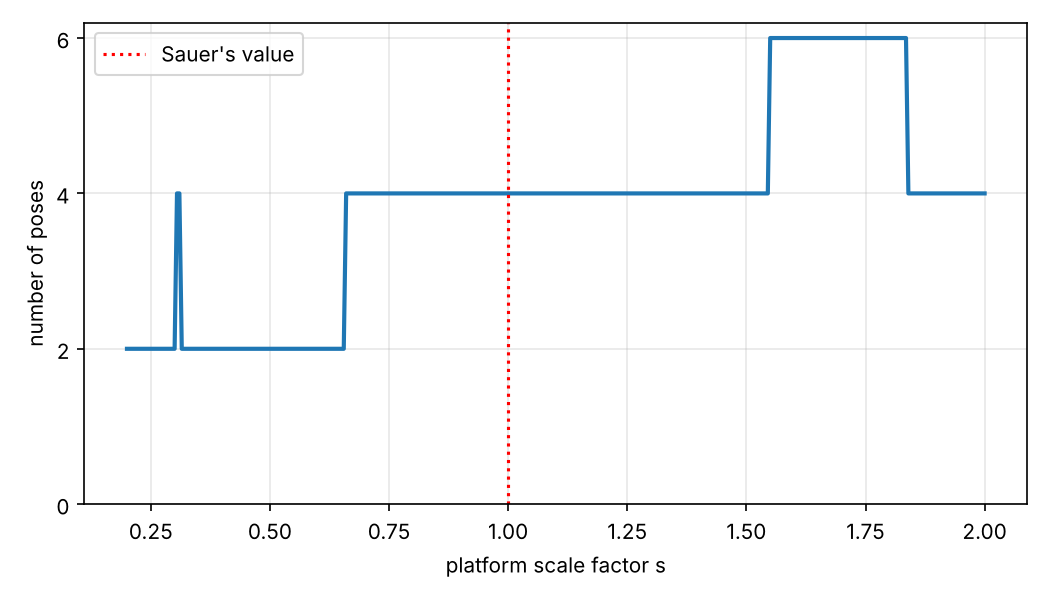 6
Sauer's value
4
2
0
number of poses
0.25 0.50 0.75 1.00 1.25 1.50 1.75 2.00
platform scale factor s